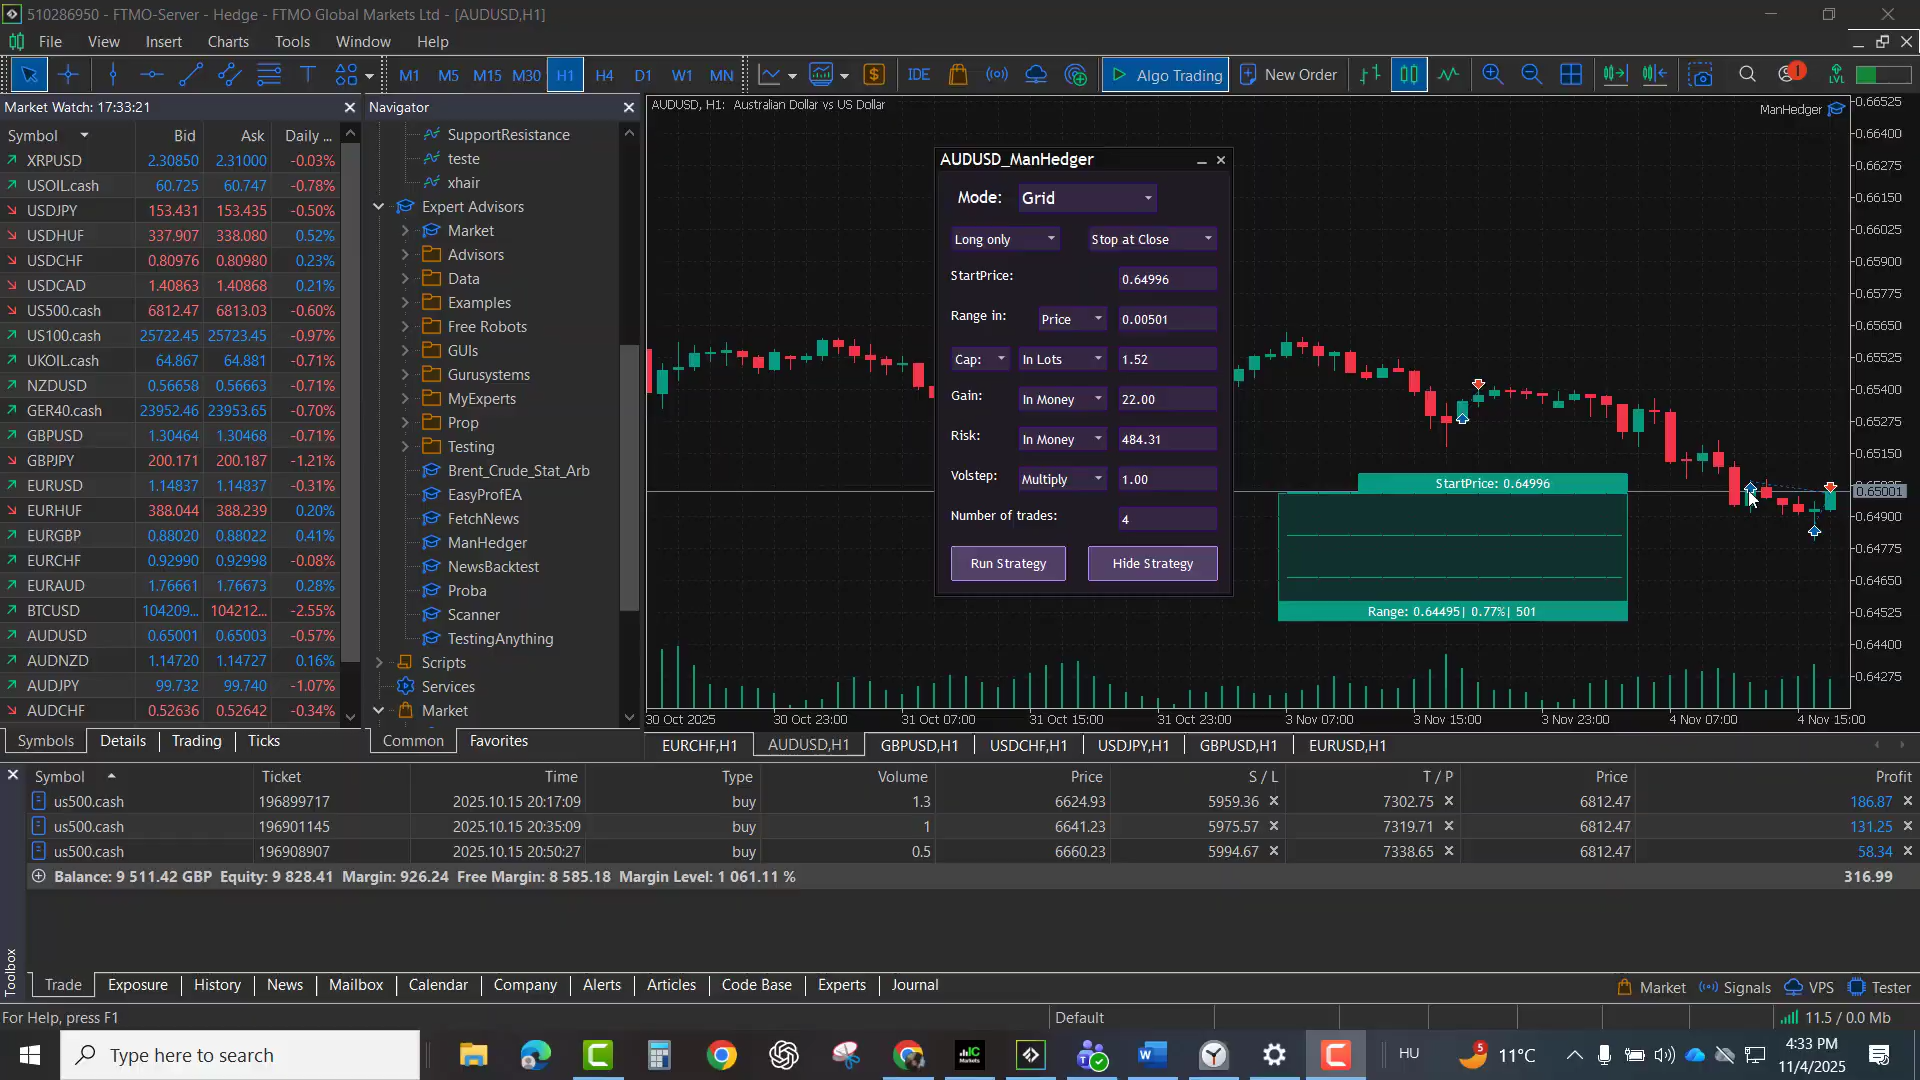 510286950 - FTMO-Server - Hedge - FTMO Global Markets Ltd - [AUDUSD,H1]
File View Insert Charts Tools Window Help
M1 M5 M15 M30 H1 H4 D1 W1 MN IDE Algo Trading New Order 1 LVL
Market Watch: 17:33:21
Symbol Bid Ask Daily ...
XRPUSD 2.30850 2.31000 -0.03%
USOIL.cash 60.725 60.747 -0.78%
USDJPY 153.431 153.435 -0.50%
USDHUF 337.907 338.080 0.52%
USDCHF 0.80976 0.80980 0.23%
USDCAD 1.40863 1.40868 0.21%
US500.cash 6812.47 6813.03 -0.60%
US100.cash 25722.45 25723.45 -0.97%
UKOIL.cash 64.867 64.881 -0.71%
NZDUSD 0.56658 0.56663 -0.71%
GER40.cash 23952.46 23953.65 -0.70%
GBPUSD 1.30464 1.30468 -0.71%
GBPJPY 200.171 200.187 -1.21%
EURUSD 1.14837 1.14837 -0.31%
EURHUF 388.044 388.239 0.20%
EURGBP 0.88020 0.88022 0.41%
EURCHF 0.92990 0.92998 -0.08%
EURAUD 1.76661 1.76673 0.28%
BTCUSD 104209... 104212... -2.55%
AUDUSD 0.65001 0.65003 -0.57%
AUDNZD 1.14720 1.14727 0.16%
AUDJPY 99.732 99.740 -1.07%
AUDCHF 0.52636 0.52642 -0.34%
Symbols Details Trading Ticks
Navigator
SupportResistance
teste
xhair
Expert Advisors
Market
Advisors
Data
Examples
Free Robots
GUIs
Gurusystems
MyExperts
Prop
Testing
Brent_Crude_Stat_Arb
EasyProfEA
FetchNews
ManHedger
NewsBacktest
Proba
Scanner
TestingAnything
Scripts
Services
Market
Common Favorites
AUDUSD, H1: Australian Dollar vs US Dollar
ManHedger
AUDUSD_ManHedger
Mode: Grid
Long only Stop at Close
StartPrice: 0.64996
Range in: Price 0.00501
Cap: In Lots 1.52
Gain: In Money 22.00
Risk: In Money 484.31
Volstep: Multiply 1.00
Number of trades: 4
Run Strategy Hide Strategy
StartPrice: 0.64996
Range: 0.64495| 0.77%| 501
0.66525
0.66400
0.66275
0.66150
0.66025
0.65900
0.65775
0.65650
0.65525
0.65400
0.65275
0.65150
0.65001
0.64900
0.64775
0.64650
0.64525
0.64400
0.64275
30 Oct 2025 30 Oct 23:00 31 Oct 07:00 31 Oct 15:00 31 Oct 23:00 3 Nov 07:00 3 Nov 15:00 3 Nov 23:00 4 Nov 07:00 4 Nov 15:00
EURCHF,H1 AUDUSD,H1 GBPUSD,H1 USDCHF,H1 USDJPY,H1 GBPUSD,H1 EURUSD,H1
Symbol Ticket Time Type Volume Price S / L T / P Price Profit
us500.cash 196899717 2025.10.15 20:17:09 buy 1.3 6624.93 5959.36 7302.75 6812.47 186.87
us500.cash 196901145 2025.10.15 20:35:09 buy 1 6641.23 5975.57 7319.71 6812.47 131.25
us500.cash 196908907 2025.10.15 20:50:27 buy 0.5 6660.23 5994.67 7338.65 6812.47 58.34
Balance: 9 511.42 GBP Equity: 9 828.41 Margin: 926.24 Free Margin: 8 585.18 Margin Level: 1 061.11 % 316.99
Toolbox
Trade Exposure History News Mailbox Calendar Company Alerts Articles Code Base Experts Journal
Market Signals VPS Tester
For Help, press F1 Default 11.5 / 0.0 Mb
Type here to search
IC
Markets
HU
5
11°C
4:33 PM
11/4/2025